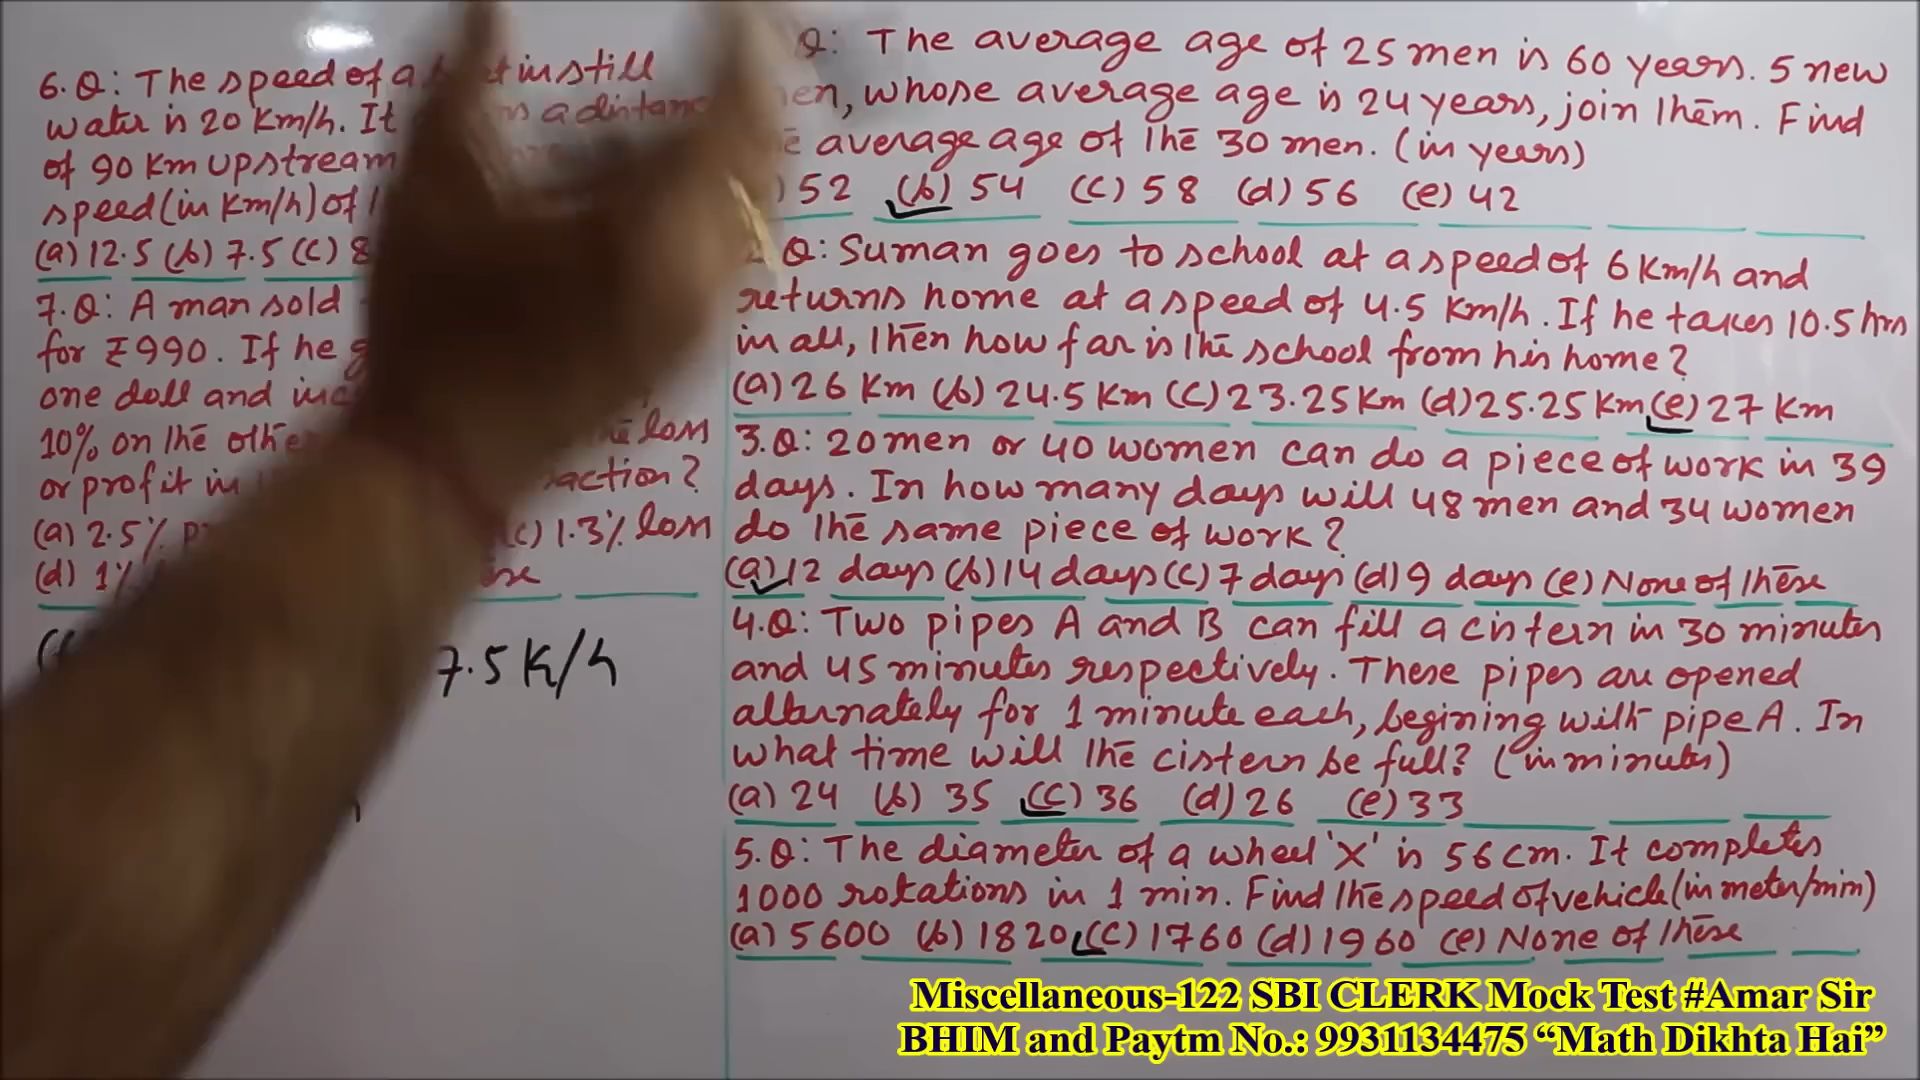 6.Q: The speed of a in still
water is 20 Km/h. It a distance
of 90 Km upstream
speed (in Km/h) of
(a) 12.5 (b) 7.5 (c) 8
7.Q: A man sold
for ₹990. If he
one doll and
10% on the other loss
or profit in
(a) 2.5% (c) 1.3% loss
(d) 1%
7.5 K/h
Q: The average age of 25 men is 60 years. 5 new
men, whose average age is 24 years, join them. Find
average age of the 30 men. (in years)
52 (b) 54 (c) 58 (d) 56 (e) 42
Q: Suman goes to school at a speed of 6 Km/h and
returns home at a speed of 4.5 Km/h. If he takes 10.5 hrs
in all, then how far is the school from his home?
(a) 26 Km (b) 24.5 Km (c) 23.25 Km (d) 25.25 Km (e) 27 Km
3.Q: 20 men or 40 women can do a piece of work in 39
days. In how many days will 48 men and 34 women
do the same piece of work?
(a) 12 days (b) 14 days (c) 7 days (d) 9 days (e) None of these
4.Q: Two pipes A and B can fill a cistern in 30 minutes
and 45 minutes respectively. These pipes are opened
alternately for 1 minute each, begining with pipe A. In
what time will the cistern be full? (in minutes)
(a) 24 (b) 35 (c) 36 (d) 26 (e) 33
5.Q: The diameter of a wheel 'X' is 56 cm. It completes
1000 rotations in 1 min. Find the speed of vehicle (in meter/min)
(a) 5600 (b) 1820 (c) 1760 (d) 1960 (e) None of these
Miscellaneous-122 SBI CLERK Mock Test #Amar Sir
BHIM and Paytm No.: 9931134475 “Math Dikhta Hai”